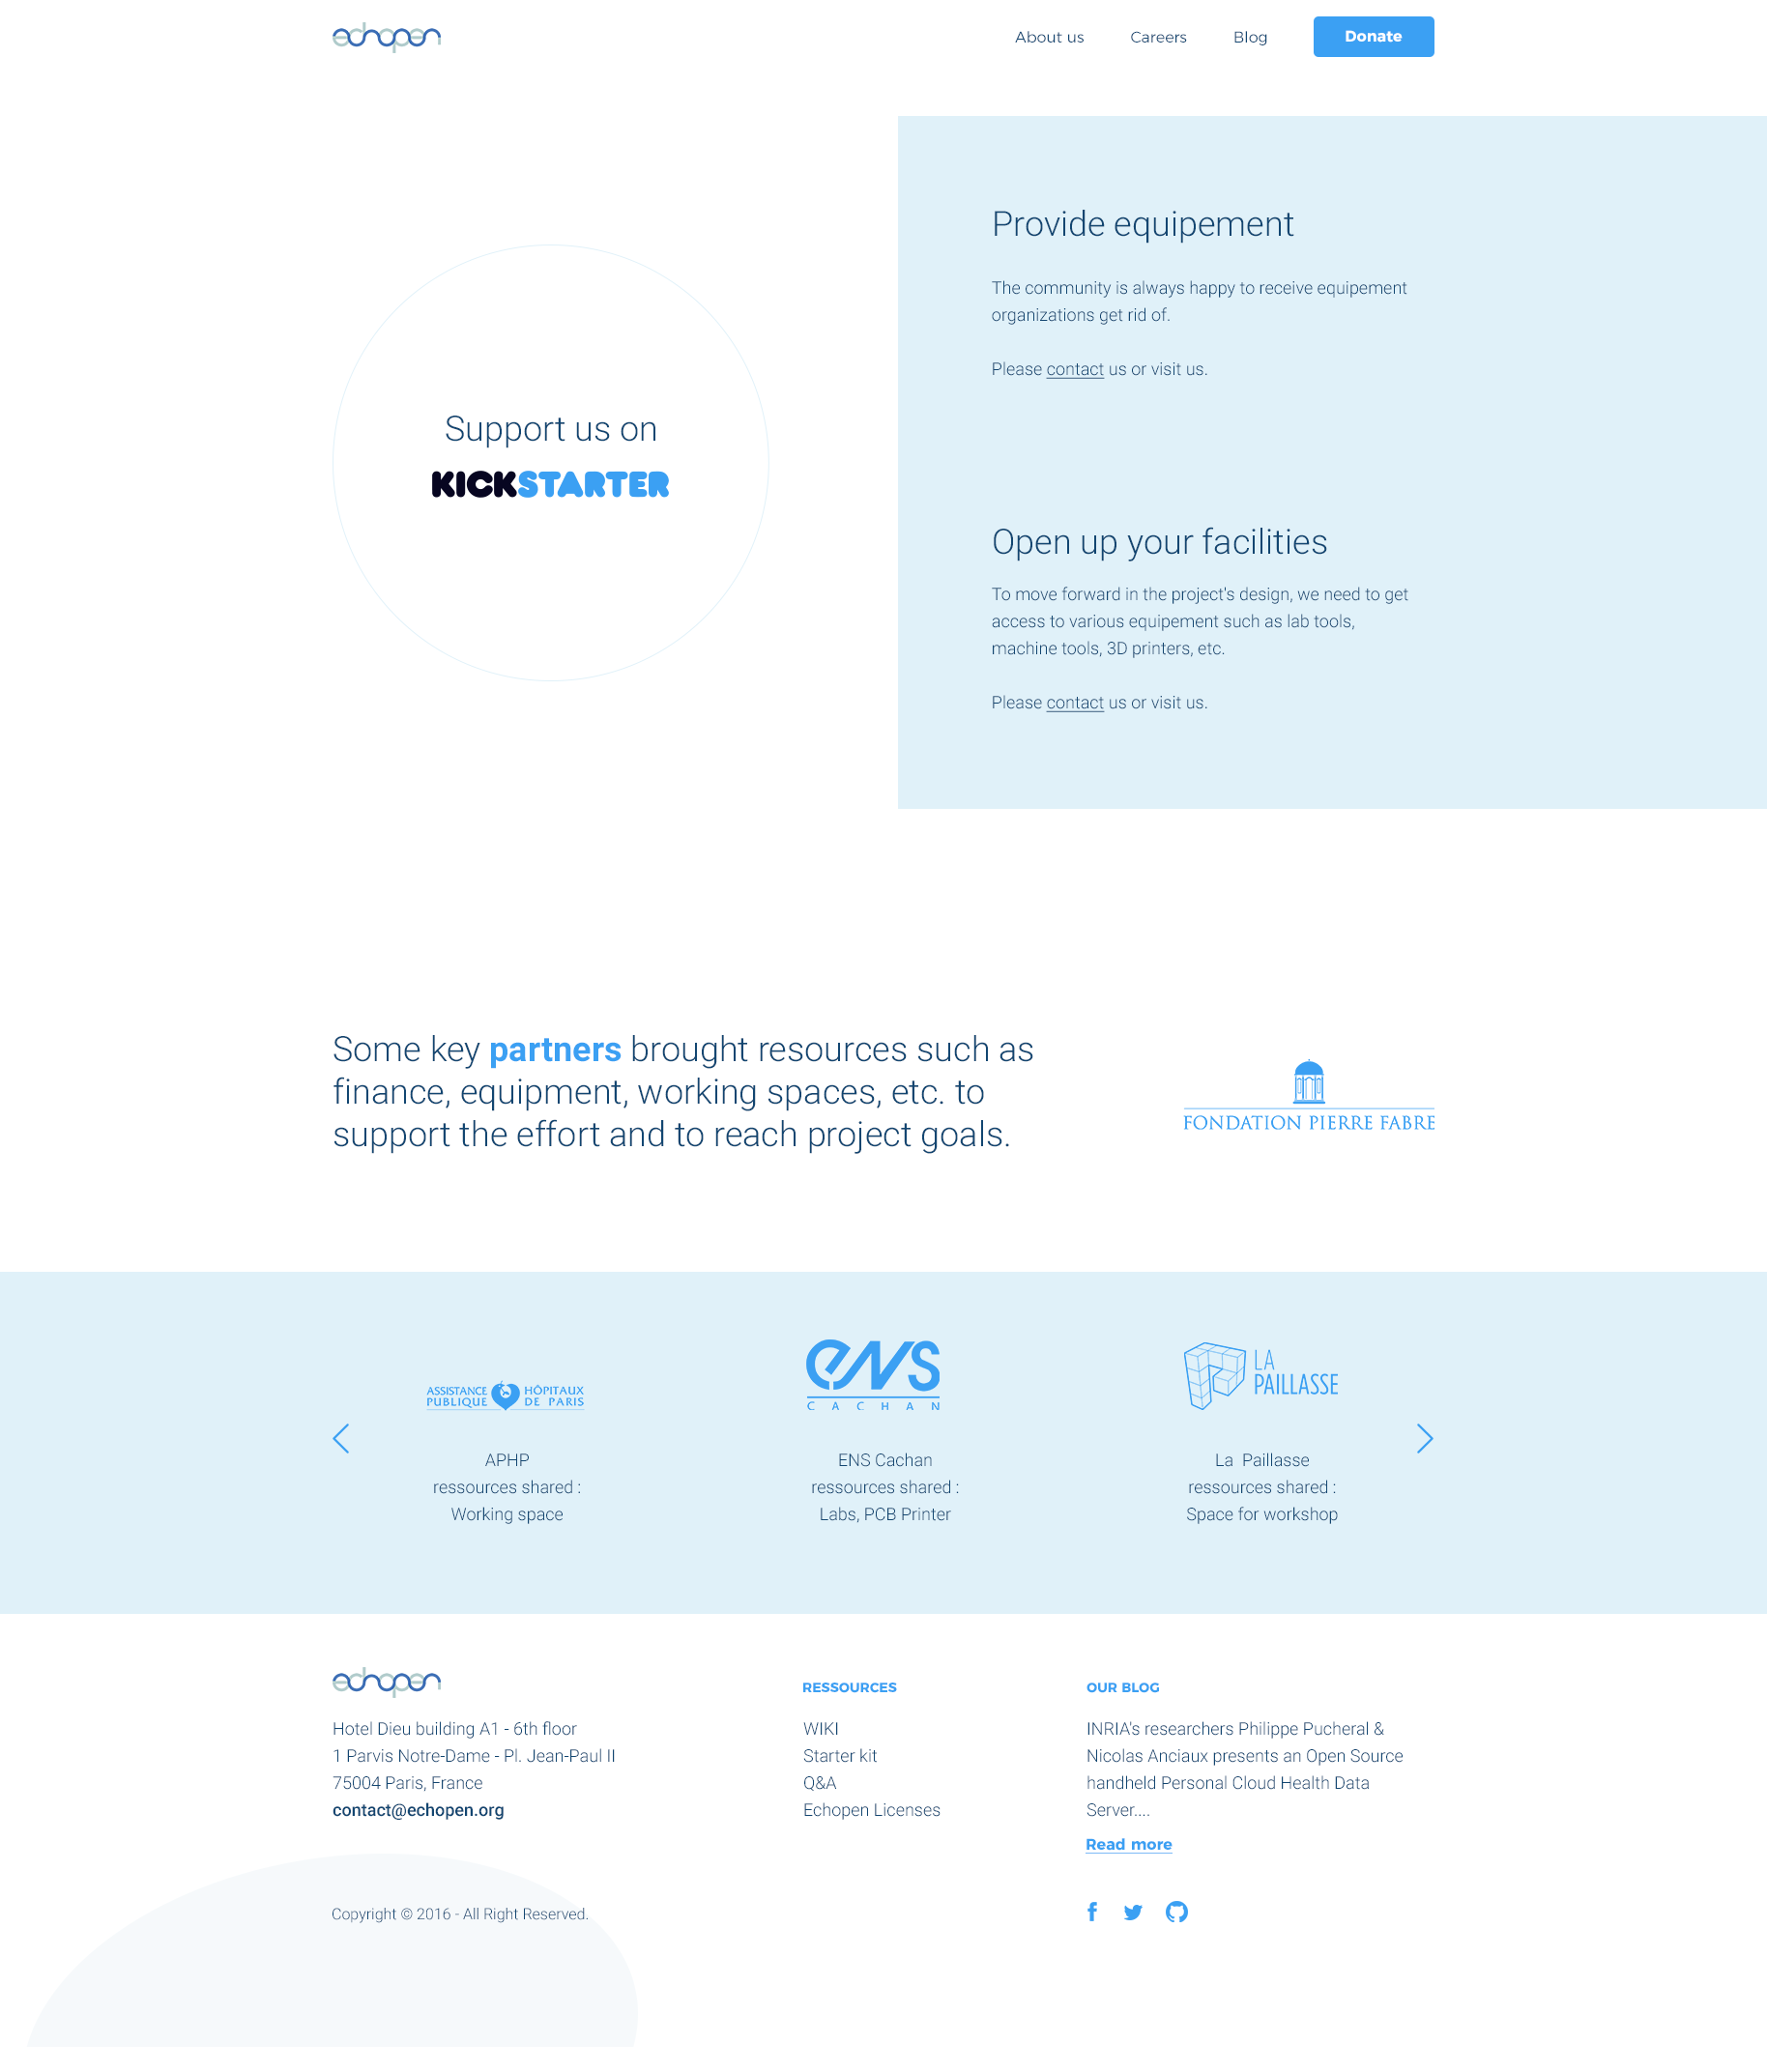 echopen
About us
Careers
Blog
Donate
Support us on
KICKSTARTER
Provide equipement
The community is always happy to receive equipement
organizations get rid of.
Please contact us or visit us.
Open up your facilities
To move forward in the project's design, we need to get
access to various equipement such as lab tools,
machine tools, 3D printers, etc.
Please contact us or visit us.
Some key partners brought resources such as
finance, equipment, working spaces, etc. to
support the effort and to reach project goals.
FONDATION PIERRE FABRE
ASSISTANCE PUBLIQUE
HÔPITAUX DE PARIS
APHP
ressources shared :
Working space
ens
CACHAN
ENS Cachan
ressources shared :
Labs, PCB Printer
LA
PAILLASSE
La  Paillasse
ressources shared :
Space for workshop
echopen
Hotel Dieu building A1 - 6th floor
1 Parvis Notre-Dame - Pl. Jean-Paul II
75004 Paris, France
contact@echopen.org
Copyright © 2016 - All Right Reserved.
RESSOURCES
WIKI
Starter kit
Q&A
Echopen Licenses
OUR BLOG
INRIA's researchers Philippe Pucheral &
Nicolas Anciaux presents an Open Source
handheld Personal Cloud Health Data
Server....
Read more